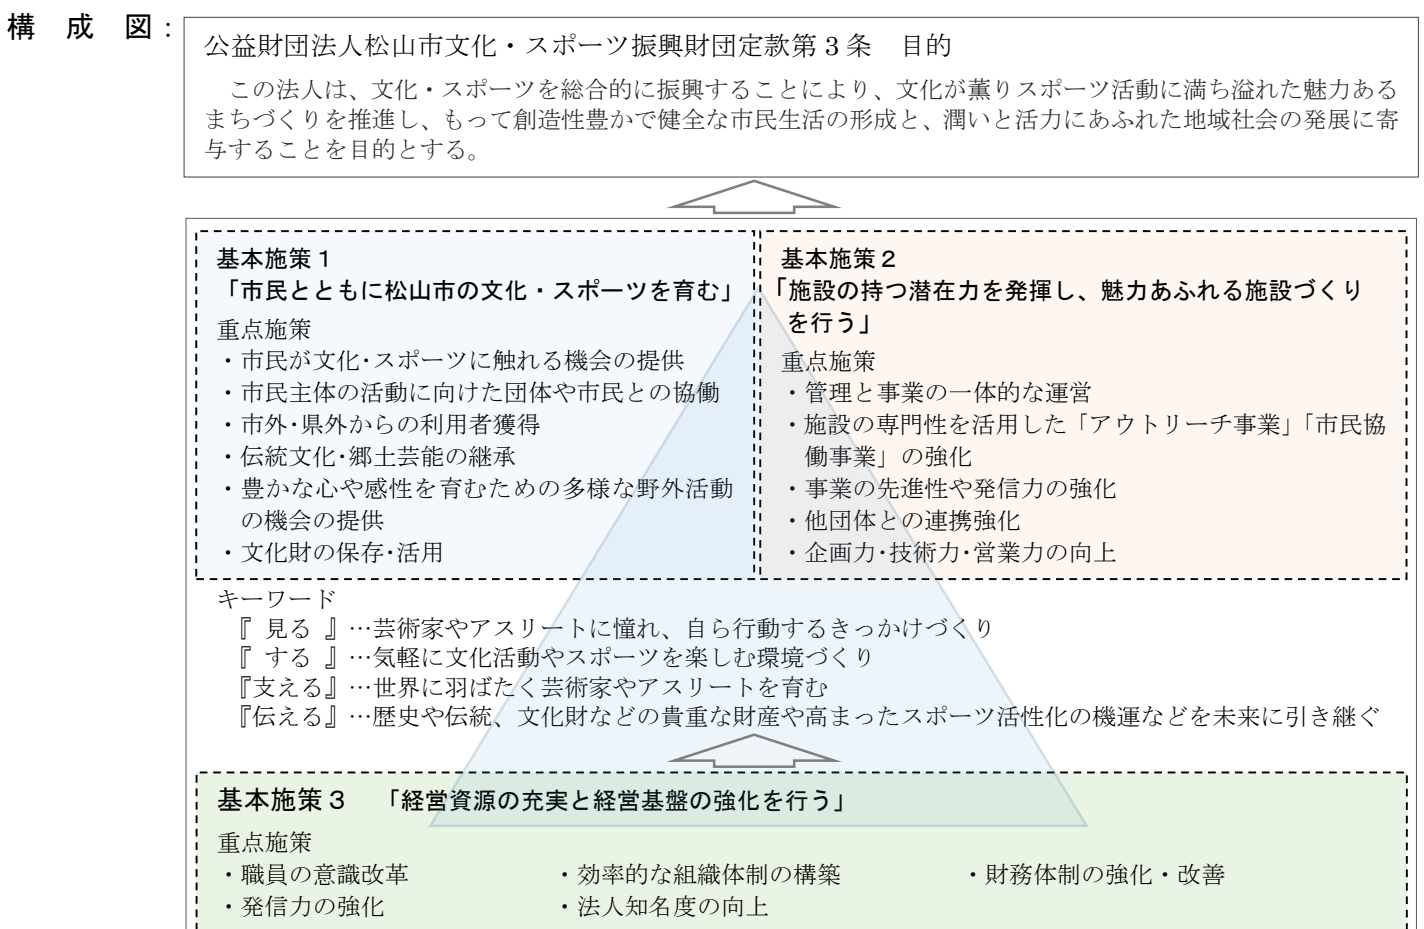 構 成 図：
公益財団法人松山市文化・スポーツ振興財団定款第3条 目的
この法人は、文化・スポーツを総合的に振興することにより、文化が薫りスポーツ活動に満ち溢れた魅力ある
まちづくりを推進し、もって創造性豊かで健全な市民生活の形成と、潤いと活力にあふれた地域社会の発展に寄
与することを目的とする。
基本施策1
「市民とともに松山市の文化・スポーツを育む」
重点施策
・市民が文化･スポーツに触れる機会の提供
・市民主体の活動に向けた団体や市民との協働
・市外･県外からの利用者獲得
・伝統文化･郷土芸能の継承
・豊かな心や感性を育むための多様な野外活動
の機会の提供
・文化財の保存･活用
基本施策2
「施設の持つ潜在力を発揮し、魅力あふれる施設づくり
を行う」
重点施策
・管理と事業の一体的な運営
・施設の専門性を活用した「アウトリーチ事業」「市民協
働事業」の強化
・事業の先進性や発信力の強化
・他団体との連携強化
・企画力･技術力･営業力の向上
キーワード
『 見る 』…芸術家やアスリートに憧れ、自ら行動するきっかけづくり
『 する 』…気軽に文化活動やスポーツを楽しむ環境づくり
『支える』…世界に羽ばたく芸術家やアスリートを育む
『伝える』…歴史や伝統、文化財などの貴重な財産や高まったスポーツ活性化の機運などを未来に引き継ぐ
基本施策3 「経営資源の充実と経営基盤の強化を行う」
重点施策
・職員の意識改革 ・効率的な組織体制の構築 ・財務体制の強化・改善
・発信力の強化 ・法人知名度の向上